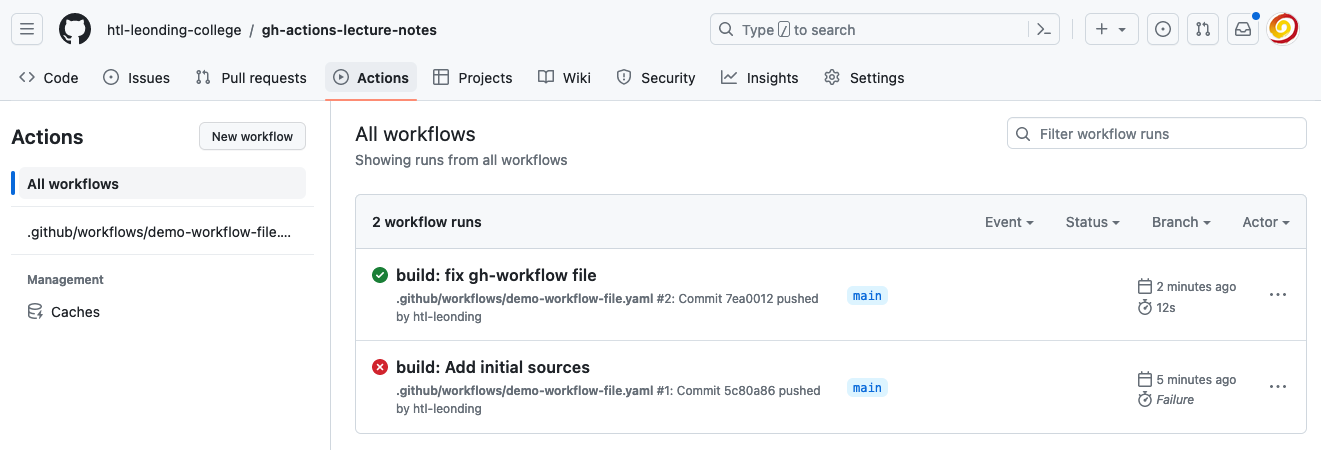 htl-leonding-college / gh-actions-lecture-notes
Type / to search
Code Issues Pull requests Actions Projects Wiki Security Insights Settings
Actions
New workflow
All workflows
.github/workflows/demo-workflow-file....
Management
Caches
All workflows
Showing runs from all workflows
Filter workflow runs
2 workflow runs Event Status Branch Actor
build: fix gh-workflow file
.github/workflows/demo-workflow-file.yaml #2: Commit 7ea0012 pushed
by htl-leonding
main
2 minutes ago
12s
build: Add initial sources
.github/workflows/demo-workflow-file.yaml #1: Commit 5c80a86 pushed
by htl-leonding
main
5 minutes ago
Failure